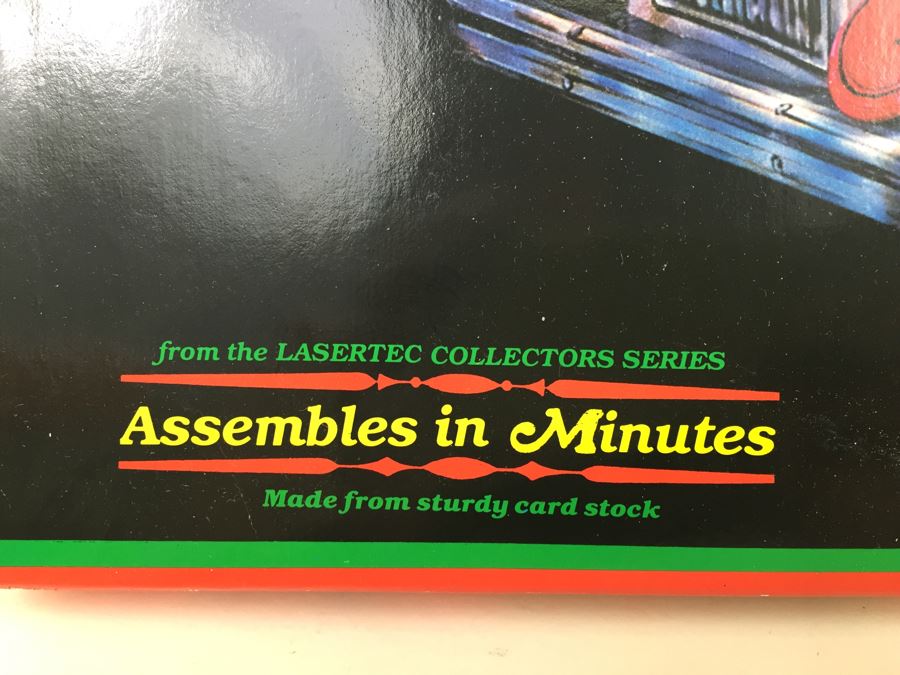 from the LASERTEC COLLECTORS SERIES
Assembles in Minutes
Made from sturdy card stock